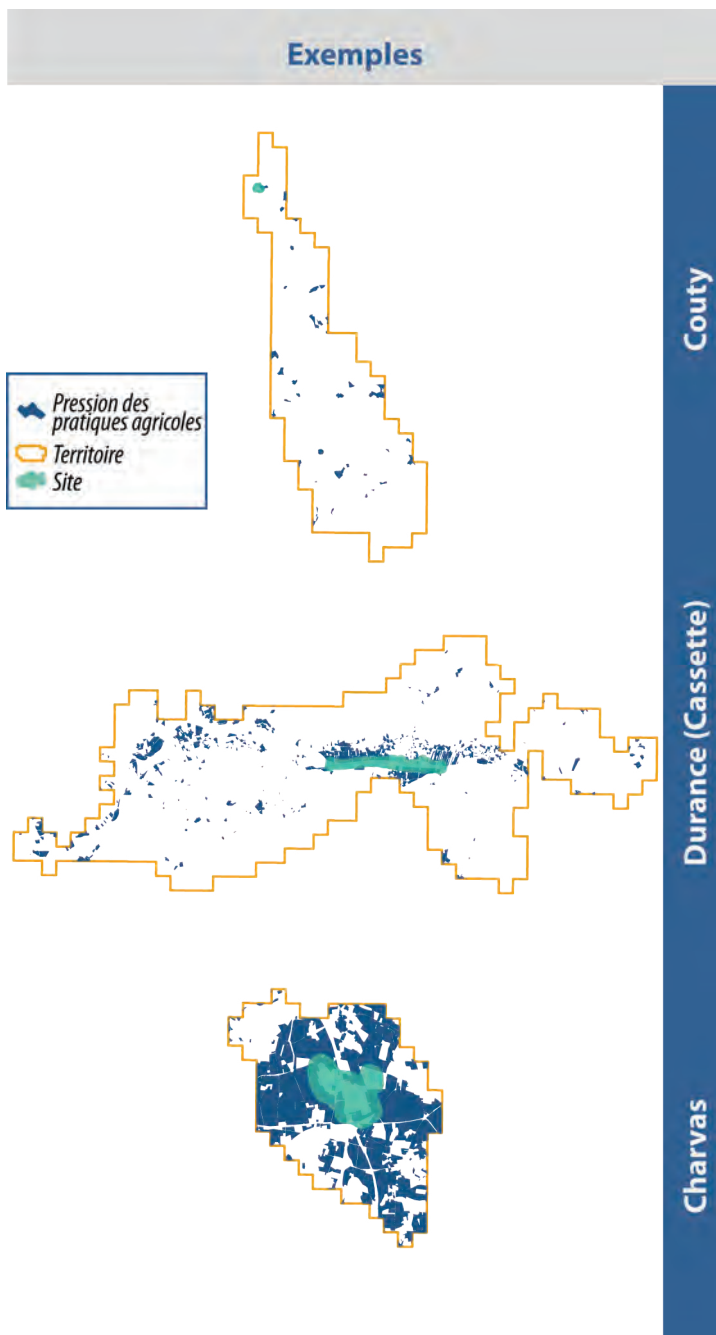 Exemples
Couty
Pression des
pratiques agricoles
Territoire
Site
Durance (Cassette)
Charvas